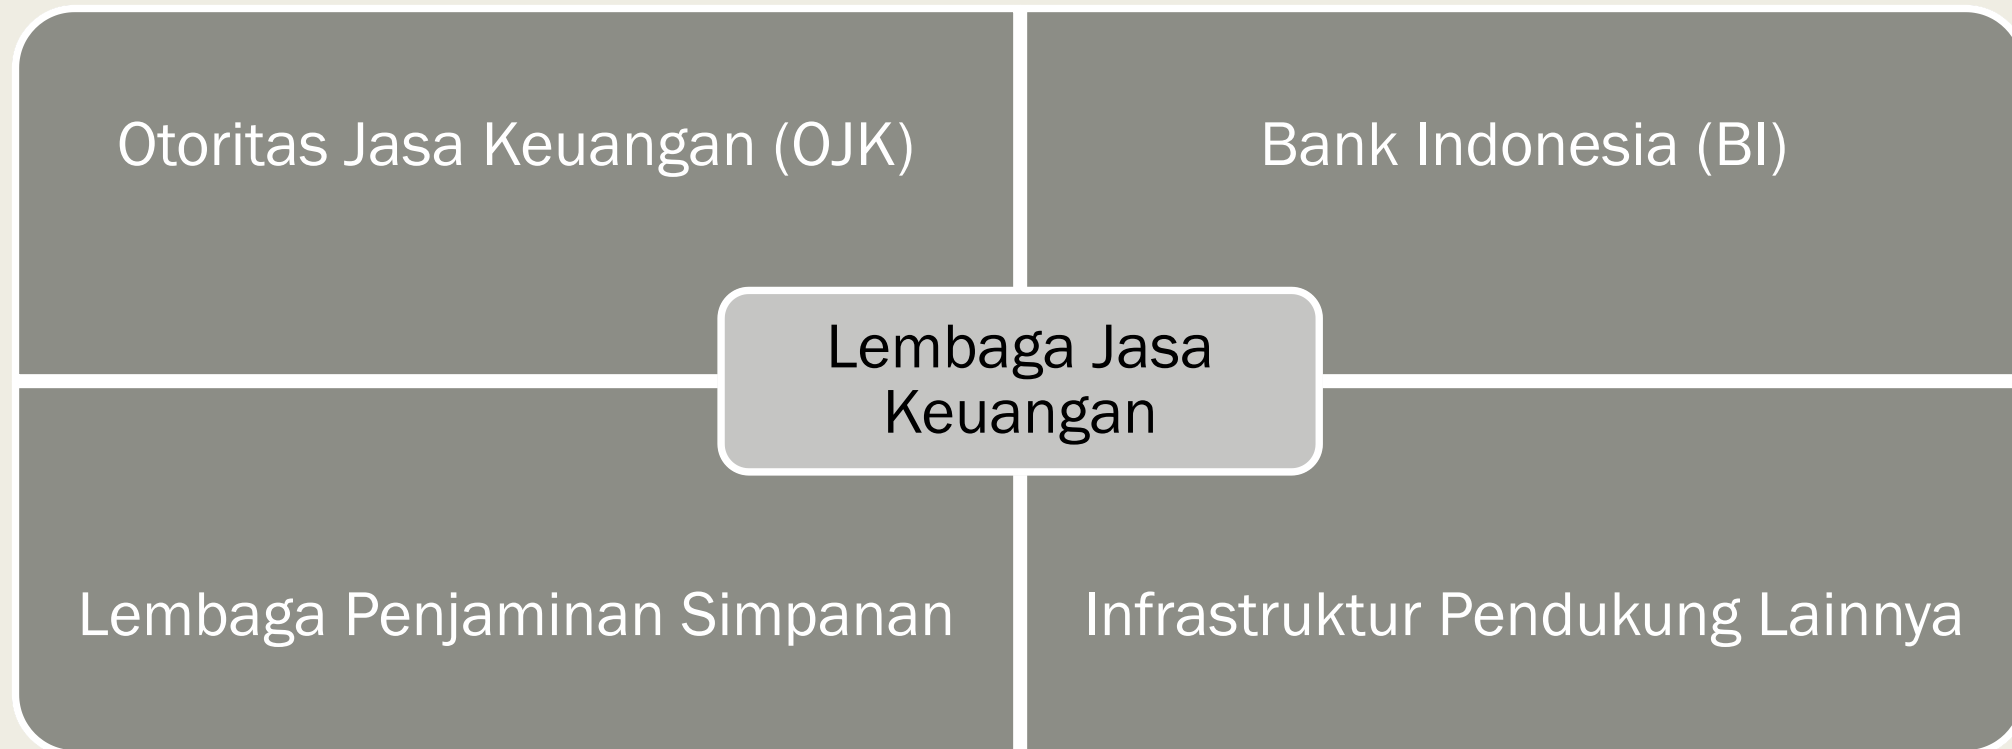 Otoritas Jasa Keuangan (OJK)
Bank Indonesia (BI)
Lembaga Jasa
Keuangan
Lembaga Penjaminan Simpanan
Infrastruktur Pendukung Lainnya